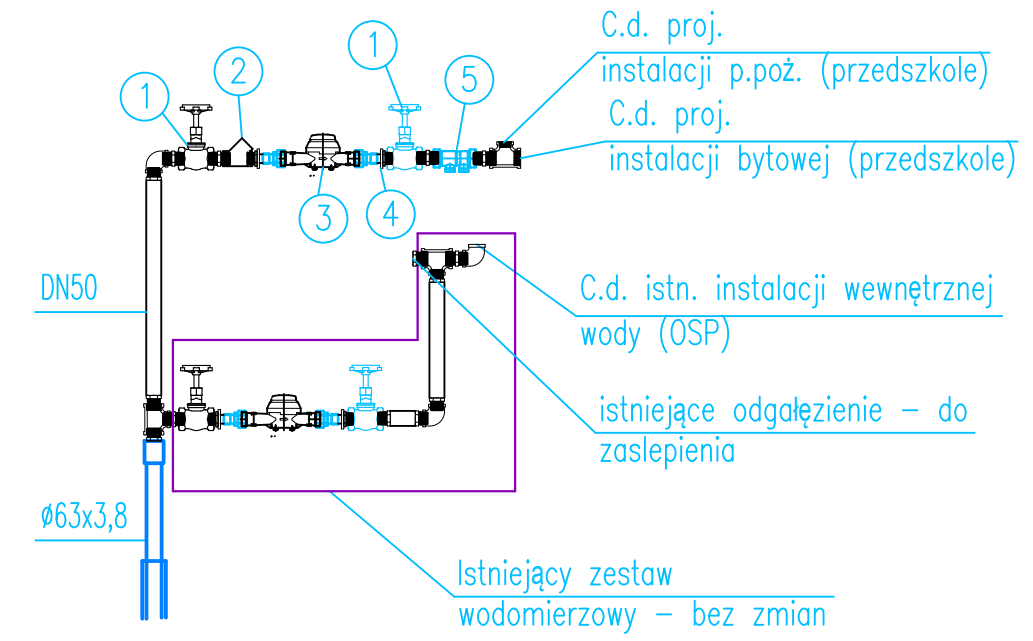 C.d. proj.
instalacji p.poż. (przedszkole)
1
2
1
5
C.d. proj.
instalacji bytowej (przedszkole)
3
4
DN50
C.d. istn. instalacji wewnętrznej
wody (OSP)
istniejące odgałęzienie – do
zaslepienia
Ø63x3,8
Istniejący zestaw
wodomierzowy – bez zmian